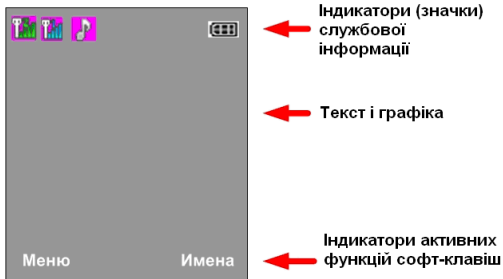 Індикатори (значки)
службової
інформації
Текст і графіка
Меню
Имена
Індикатори активних
функцій софт-клавіш